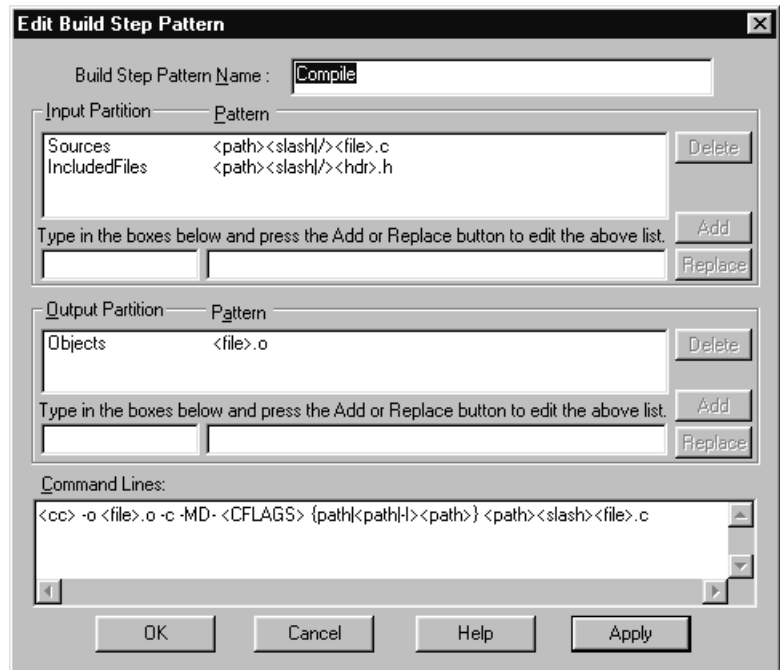 Edit Build Step Pattern
Build Step Pattern Name : Compile
Input Partition Pattern
Sources <path><slash|/><file>.c
IncludedFiles <path><slash|/><hdr>.h
Delete
Type in the boxes below and press the Add or Replace button to edit the above list.
Add
Replace
Output Partition Pattern
Objects <file>.o
Delete
Type in the boxes below and press the Add or Replace button to edit the above list.
Add
Replace
Command Lines:
<cc> -o <file>.o -c -MD- <CFLAGS> {path|<path|-I><path>} <path><slash><file>.c
OK Cancel Help Apply